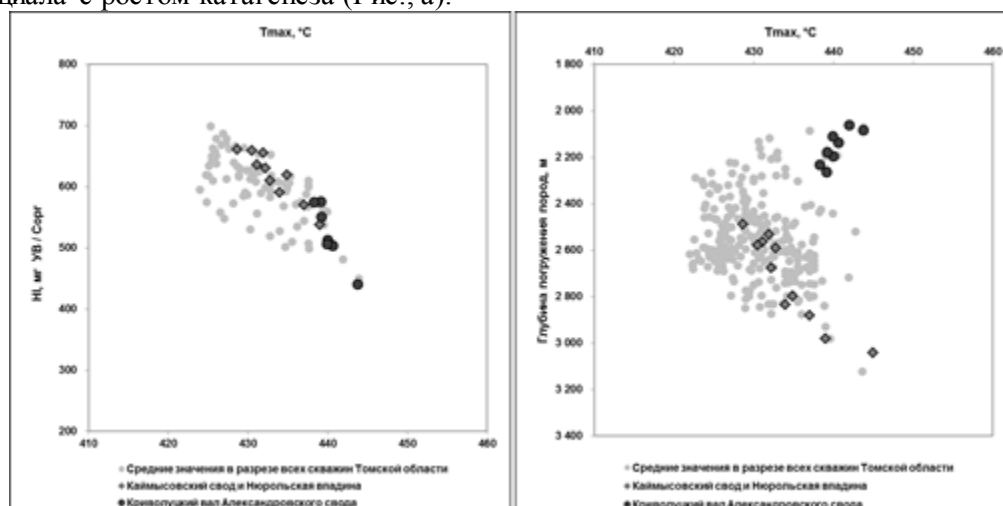 циала с ростом катагенеза (Рис., а).
Tmax, °C
410 420 430 440 450 460
800
700
600
500
400
300
200
HI, мг УВ / Сорг
● Средние значения в разрезе всех скважин Томской области
◆ Каймысовский свод и Нюрольская впадина
● Криволуцкий вал Александровского свода
Tmax, °C
410 420 430 440 450 460
1 800
2 000
2 200
2 400
2 600
2 800
3 000
3 200
3 400
Глубина погружения пород, м
● Средние значения в разрезе всех скважин Томской области
◆ Каймысовский свод и Нюрольская впадина
● Криволуцкий вал Александровского свода